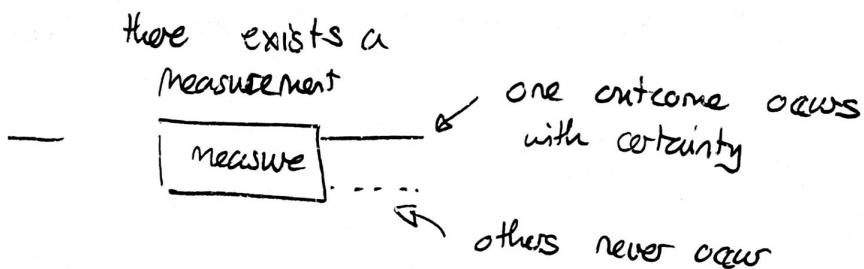 there exists a
measurement
measure
one outcome occurs
with certainty
others never occur